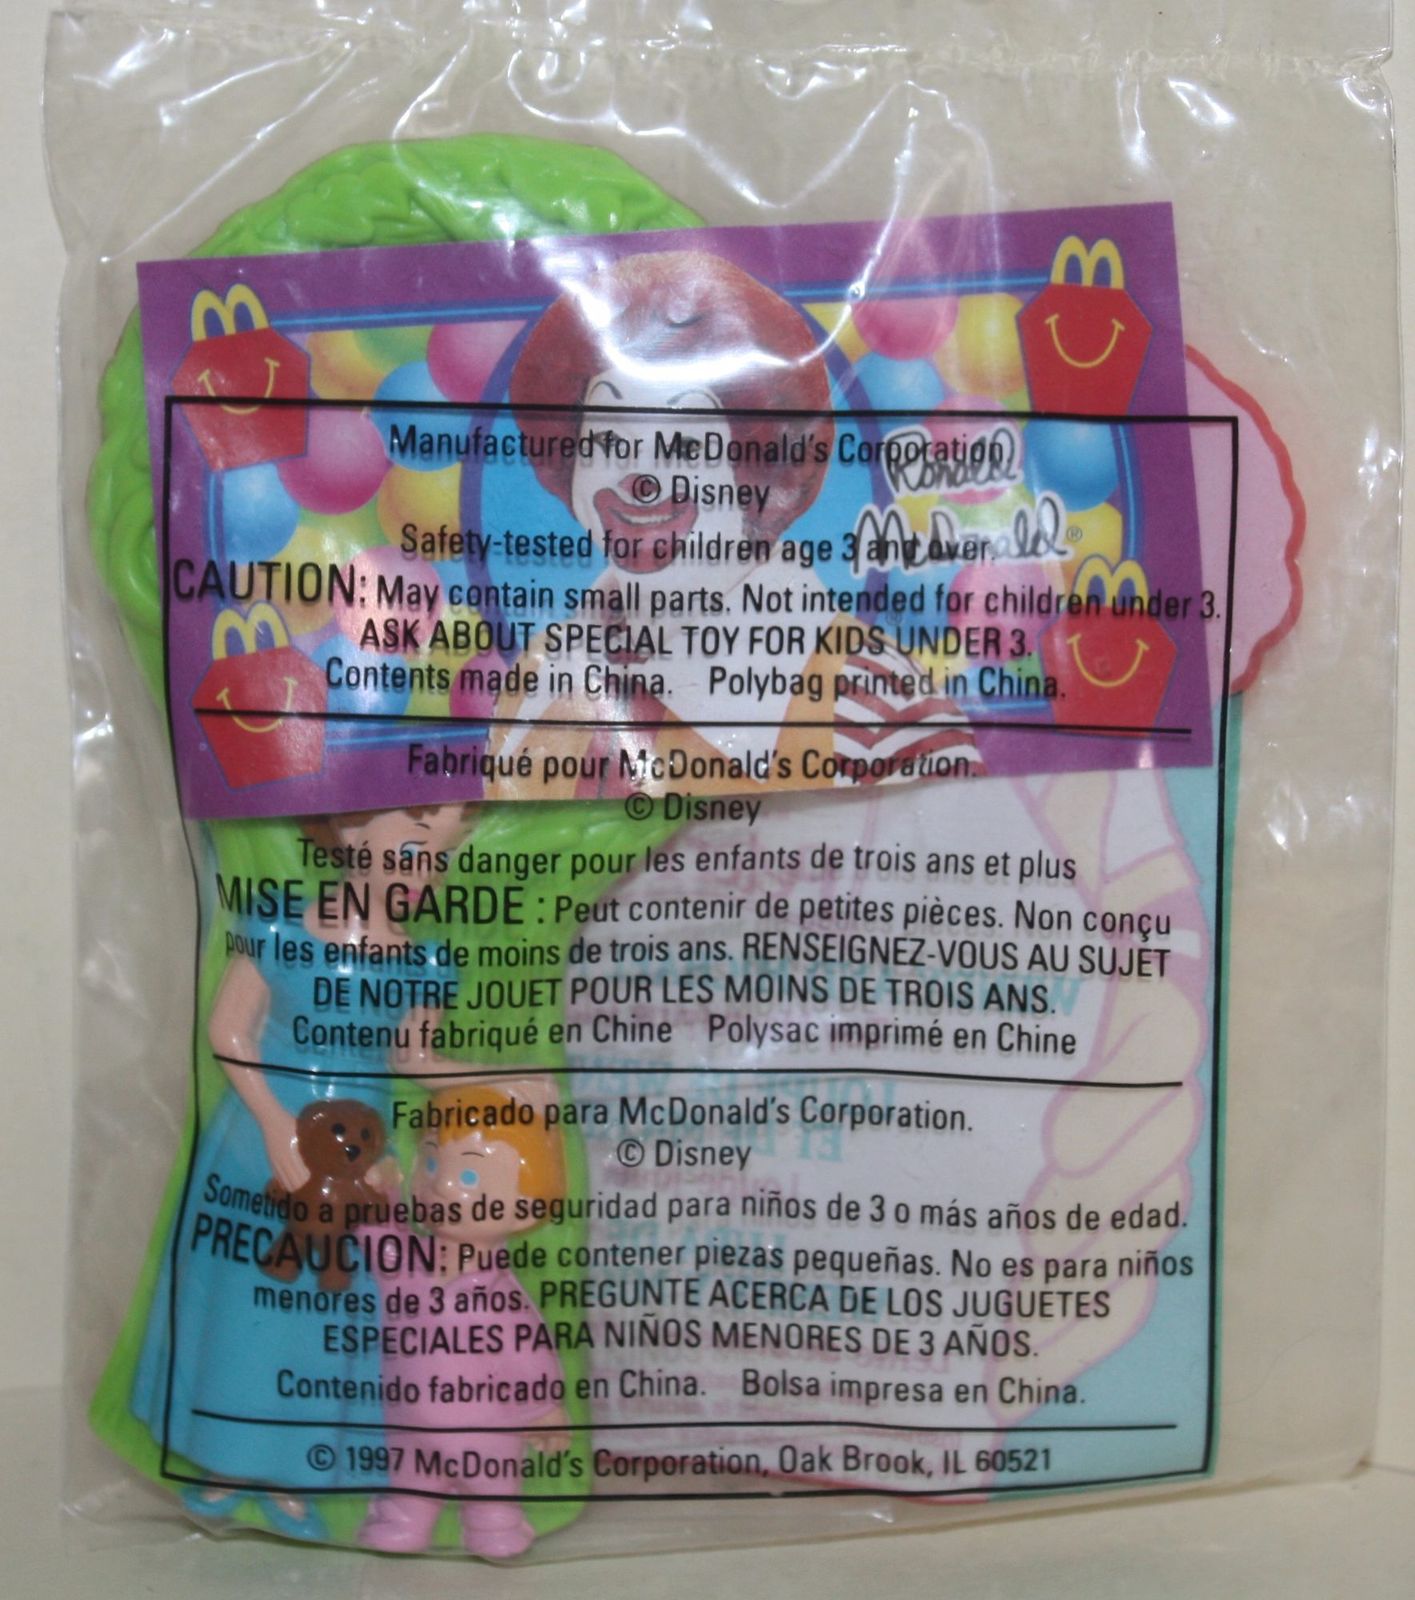 Manufactured for McDonald's Corporation
© Disney
Ronald
McDonald®
Safety-tested for children age 3 and over.
CAUTION: May contain small parts. Not intended for children under 3.
ASK ABOUT SPECIAL TOY FOR KIDS UNDER 3.
Contents made in China. Polybag printed in China.
Fabriqué pour McDonald's Corporation.
© Disney
Testé sans danger pour les enfants de trois ans et plus
MISE EN GARDE : Peut contenir de petites pièces. Non conçu
pour les enfants de moins de trois ans. RENSEIGNEZ-VOUS AU SUJET
DE NOTRE JOUET POUR LES MOINS DE TROIS ANS.
Contenu fabriqué en Chine Polysac imprimé en Chine
Fabricado para McDonald's Corporation.
© Disney
Sometido a pruebas de seguridad para niños de 3 o más años de edad.
PRECAUCION: Puede contener piezas pequeñas. No es para niños
menores de 3 años. PREGUNTE ACERCA DE LOS JUGUETES
ESPECIALES PARA NIÑOS MENORES DE 3 AÑOS.
Contenido fabricado en China. Bolsa impresa en China.
© 1997 McDonald's Corporation, Oak Brook, IL 60521